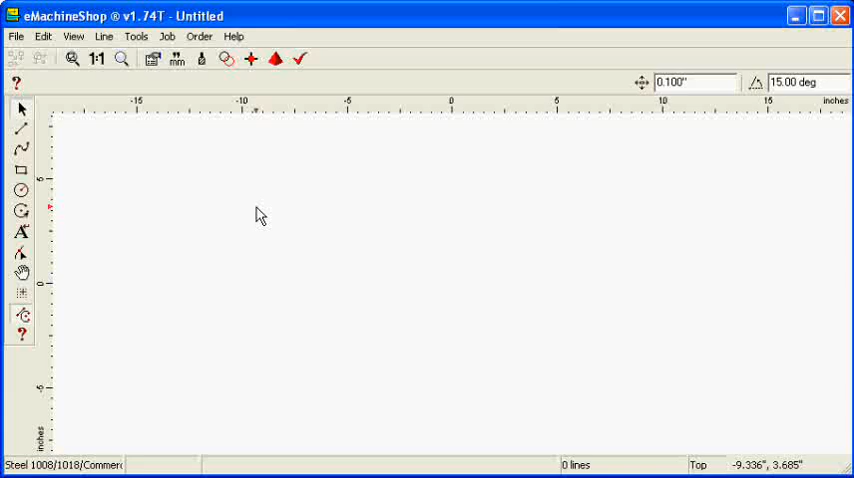 eMachineShop ® v1.74T - Untitled
File Edit View Line Tools Job Order Help
1:1 mm
? 0.100" 15.00 deg
-15 -10 -5 0 5 10 15 inches
5
A
0
?
-5
inches
Steel 1008/1018/Commerc 0 lines Top -9.336", 3.685"